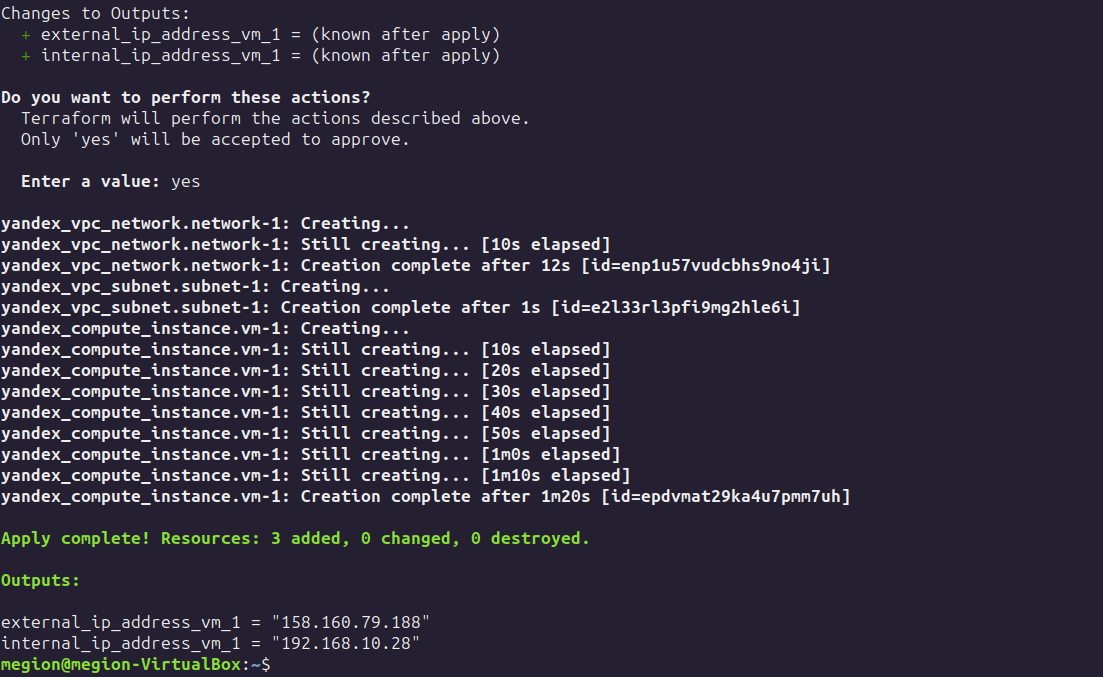 Changes to Outputs:
  + external_ip_address_vm_1 = (known after apply)
  + internal_ip_address_vm_1 = (known after apply)

Do you want to perform these actions?
  Terraform will perform the actions described above.
  Only 'yes' will be accepted to approve.

  Enter a value: yes

yandex_vpc_network.network-1: Creating...
yandex_vpc_network.network-1: Still creating... [10s elapsed]
yandex_vpc_network.network-1: Creation complete after 12s [id=enp1u57vudcbhs9no4ji]
yandex_vpc_subnet.subnet-1: Creating...
yandex_vpc_subnet.subnet-1: Creation complete after 1s [id=e2l33rl3pfi9mg2hle6i]
yandex_compute_instance.vm-1: Creating...
yandex_compute_instance.vm-1: Still creating... [10s elapsed]
yandex_compute_instance.vm-1: Still creating... [20s elapsed]
yandex_compute_instance.vm-1: Still creating... [30s elapsed]
yandex_compute_instance.vm-1: Still creating... [40s elapsed]
yandex_compute_instance.vm-1: Still creating... [50s elapsed]
yandex_compute_instance.vm-1: Still creating... [1m0s elapsed]
yandex_compute_instance.vm-1: Still creating... [1m10s elapsed]
yandex_compute_instance.vm-1: Creation complete after 1m20s [id=epdvmat29ka4u7pmm7uh]

Apply complete! Resources: 3 added, 0 changed, 0 destroyed.

Outputs:

external_ip_address_vm_1 = "158.160.79.188"
internal_ip_address_vm_1 = "192.168.10.28"
megion@megion-VirtualBox:~$